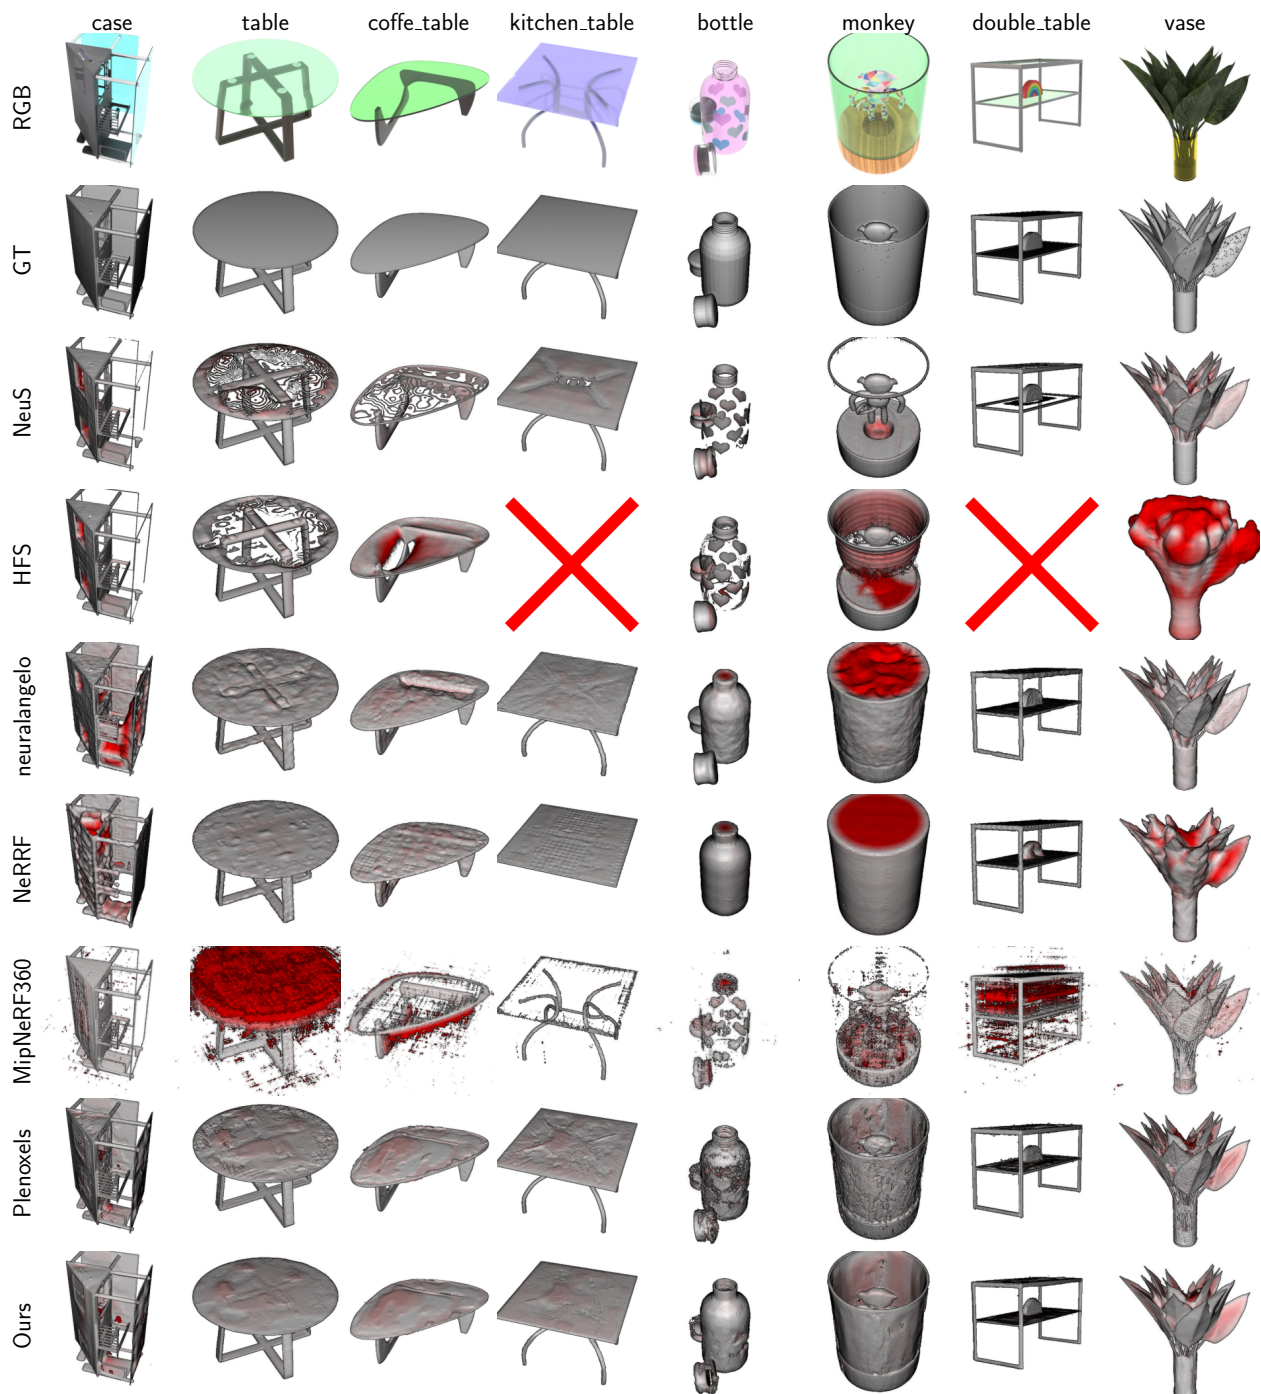 case table coffe_table kitchen_table bottle monkey double_table vase
RGB
GT
NeuS
HFS
neuralangelo
NeRRF
MipNeRF360
Plenoxels
Ours